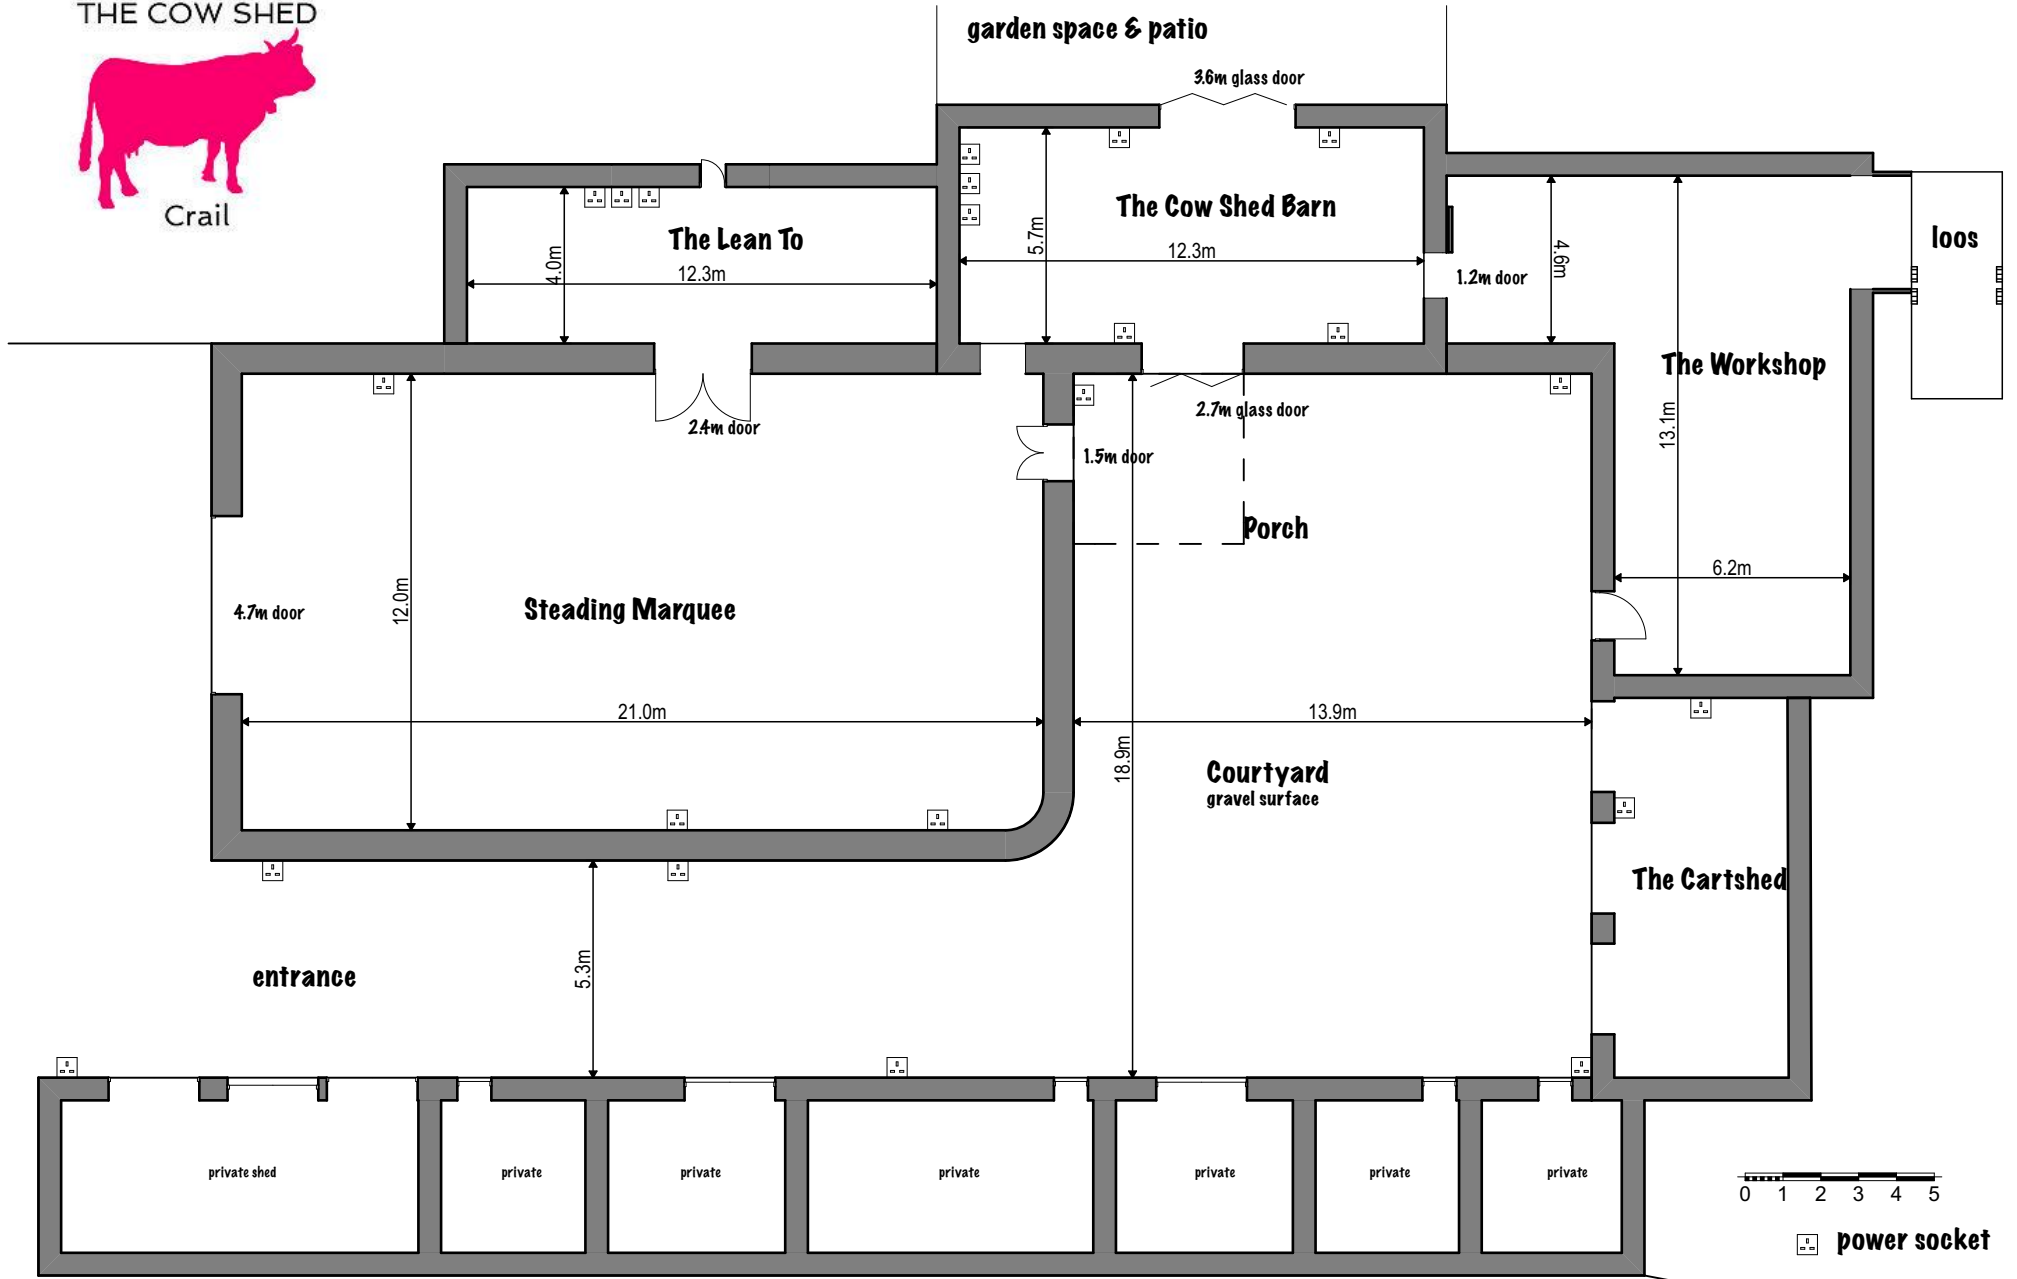 THE COW SHED
Crail
garden space & patio
3.6m glass door
The Cow Shed Barn
5.7m
12.3m
The Lean To
4.0m
12.3m
1.2m door
4.6m
loos
The Workshop
13.1m
6.2m
2.4m door
2.7m glass door
1.5m door
Porch
4.7m door
12.0m
Steading Marquee
21.0m
13.9m
18.9m
Courtyard
gravel surface
The Cartshed
entrance
5.3m
private shed
private
private
private
private
private
private
0 1 2 3 4 5
power socket